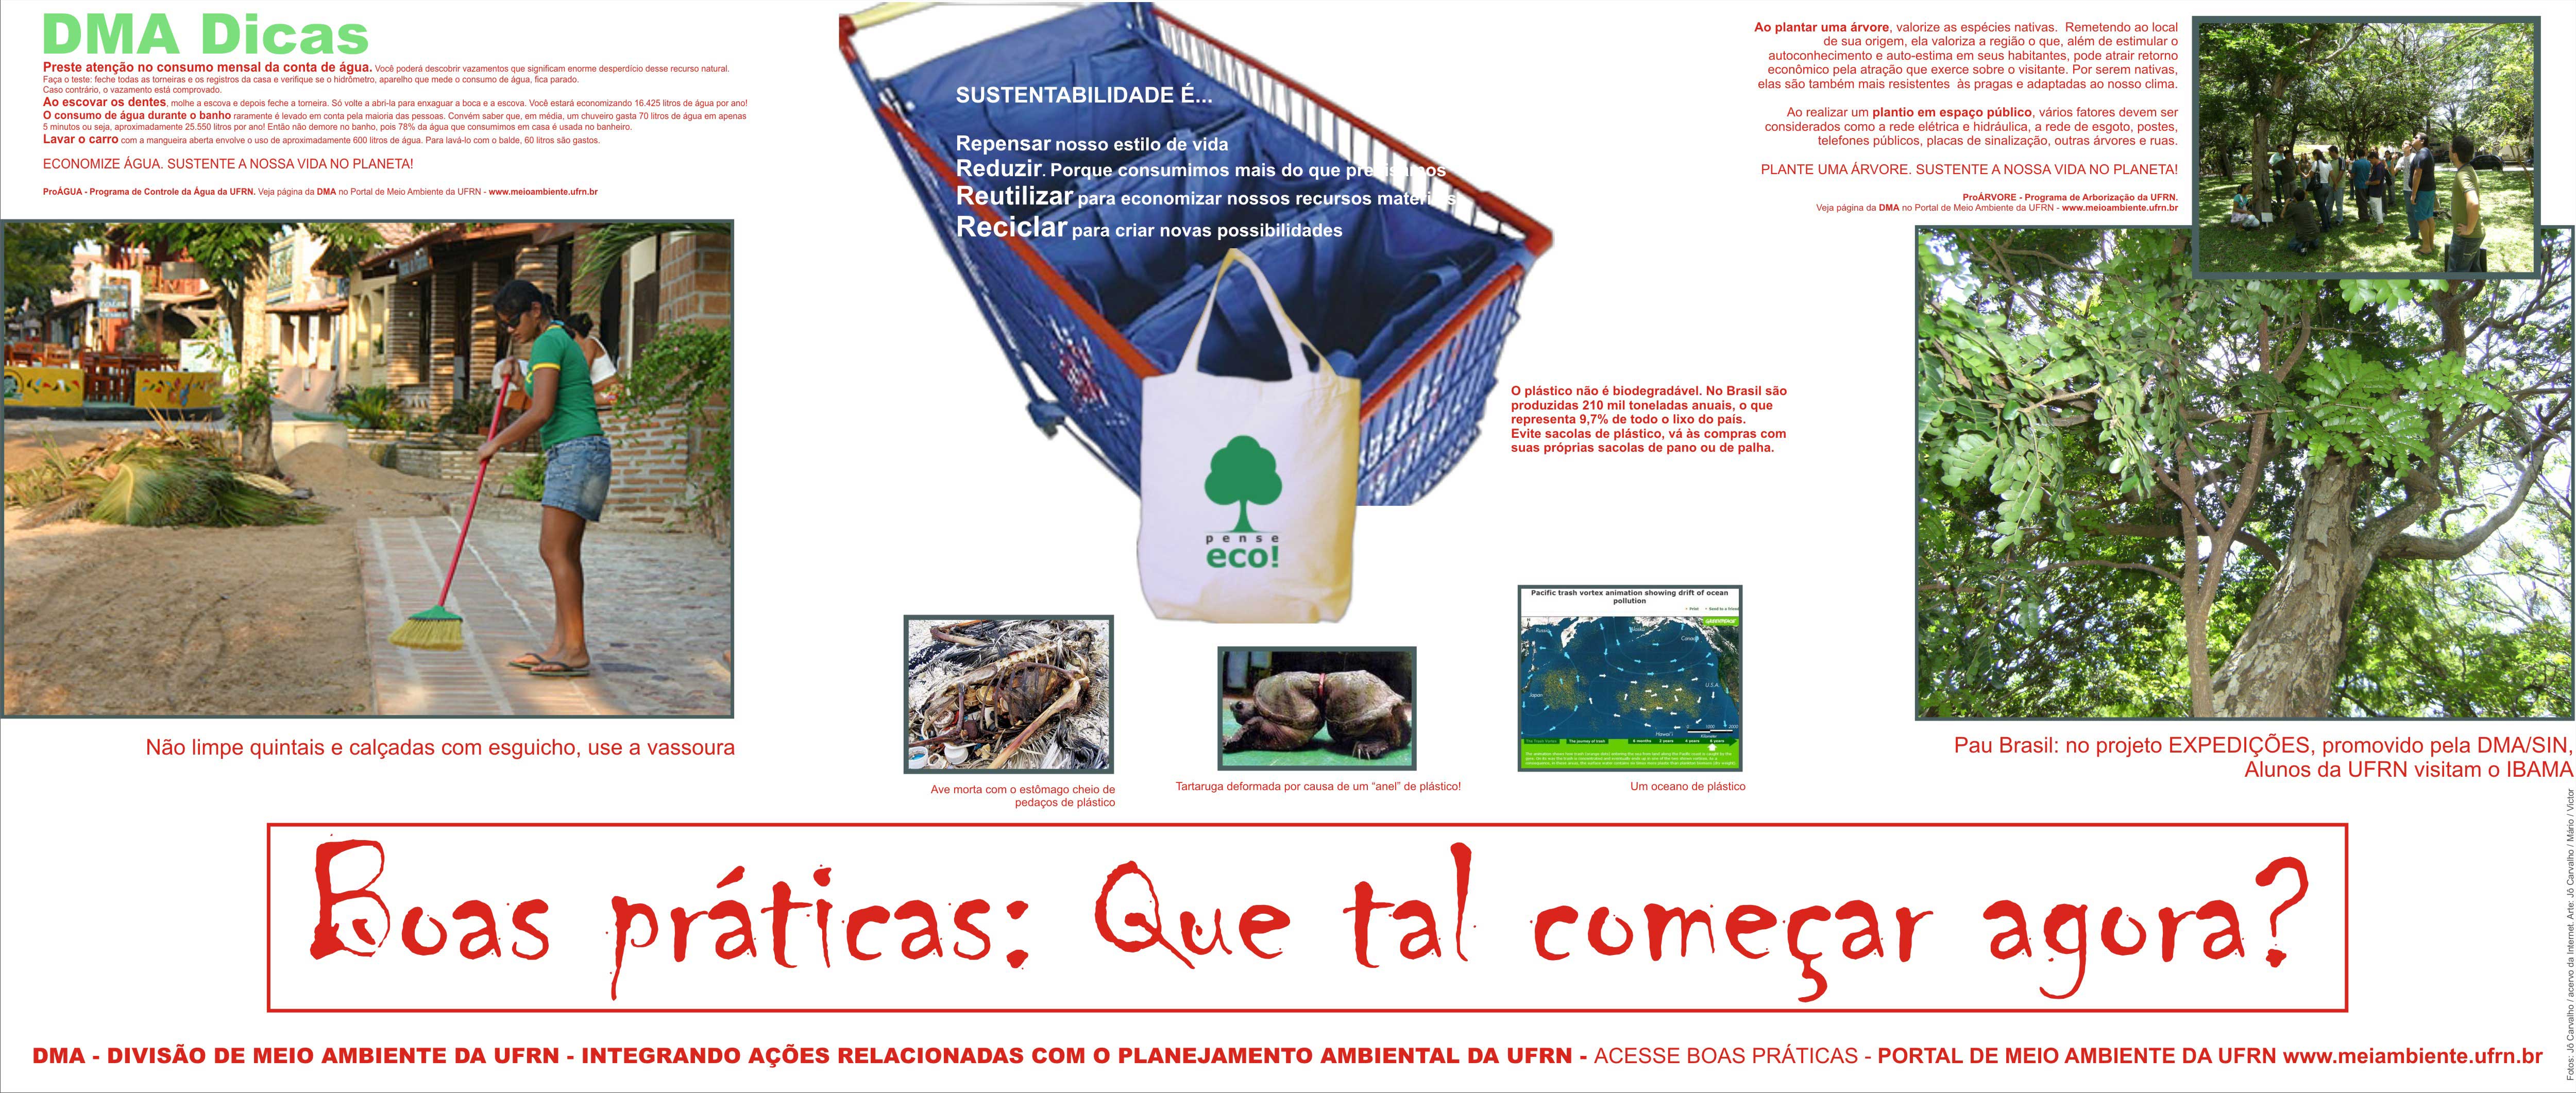 DMA Dicas
Preste atenção no consumo mensal da conta de água. Você poderá descobrir vazamentos que significam enorme desperdício desse recurso natural.
Faça o teste: feche todas as torneiras e os registros da casa e verifique se o hidrômetro, aparelho que mede o consumo de água, fica parado.
Caso contrário, o vazamento está comprovado.
Ao escovar os dentes, molhe a escova e depois feche a torneira. Só volte a abri-la para enxaguar a boca e a escova. Você estará economizando 16.425 litros de água por ano!
O consumo de água durante o banho raramente é levado em conta pela maioria das pessoas. Convém saber que, em média, um chuveiro gasta 70 litros de água em apenas
5 minutos ou seja, aproximadamente 25.550 litros por ano! Então não demore no banho, pois 78% da água que consumimos em casa é usada no banheiro.
Lavar o carro com a mangueira aberta envolve o uso de aproximadamente 600 litros de água. Para lavá-lo com o balde, 60 litros são gastos.
ECONOMIZE ÁGUA. SUSTENTE A NOSSA VIDA NO PLANETA!
ProÁGUA - Programa de Controle da Água da UFRN. Veja página da DMA no Portal de Meio Ambiente da UFRN - www.meioambiente.ufrn.br
Não limpe quintais e calçadas com esguicho, use a vassoura
SUSTENTABILIDADE É...
Repensar nosso estilo de vida
Reduzir. Porque consumimos mais do que precisamos
Reutilizar para economizar nossos recursos materiais
Reciclar para criar novas possibilidades
pense
eco!
O plástico não é biodegradável. No Brasil são
produzidas 210 mil toneladas anuais, o que
representa 9,7% de todo o lixo do país.
Evite sacolas de plástico, vá às compras com
suas próprias sacolas de pano ou de palha.
Ave morta com o estômago cheio de
pedaços de plástico
Tartaruga deformada por causa de um “anel” de plástico!
Pacific trash vortex animation showing drift of ocean
pollution
Print Send to a friend
GREENPEACE
Russia
Alaska
Canada
Japan
U.S.A.
Hawai'i
The journey of trash
6 months 2 years 4 years 6 years
Um oceano de plástico
Ao plantar uma árvore, valorize as espécies nativas. Remetendo ao local
de sua origem, ela valoriza a região o que, além de estimular o
autoconhecimento e auto-estima em seus habitantes, pode atrair retorno
econômico pela atração que exerce sobre o visitante. Por serem nativas,
elas são também mais resistentes às pragas e adaptadas ao nosso clima.
Ao realizar um plantio em espaço público, vários fatores devem ser
considerados como a rede elétrica e hidráulica, a rede de esgoto, postes,
telefones públicos, placas de sinalização, outras árvores e ruas.
PLANTE UMA ÁRVORE. SUSTENTE A NOSSA VIDA NO PLANETA!
ProÁRVORE - Programa de Arborização da UFRN.
Veja página da DMA no Portal de Meio Ambiente da UFRN - www.meioambiente.ufrn.br
Pau Brasil: no projeto EXPEDIÇÕES, promovido pela DMA/SIN,
Alunos da UFRN visitam o IBAMA
Boas práticas: Que tal começar agora?
DMA - DIVISÃO DE MEIO AMBIENTE DA UFRN - INTEGRANDO AÇÕES RELACIONADAS COM O PLANEJAMENTO AMBIENTAL DA UFRN - ACESSE BOAS PRÁTICAS - PORTAL DE MEIO AMBIENTE DA UFRN www.meiambiente.ufrn.br
Fotos: Jô Carvalho / acervo da Internet. Arte: Jô Carvalho / Mário / Victor